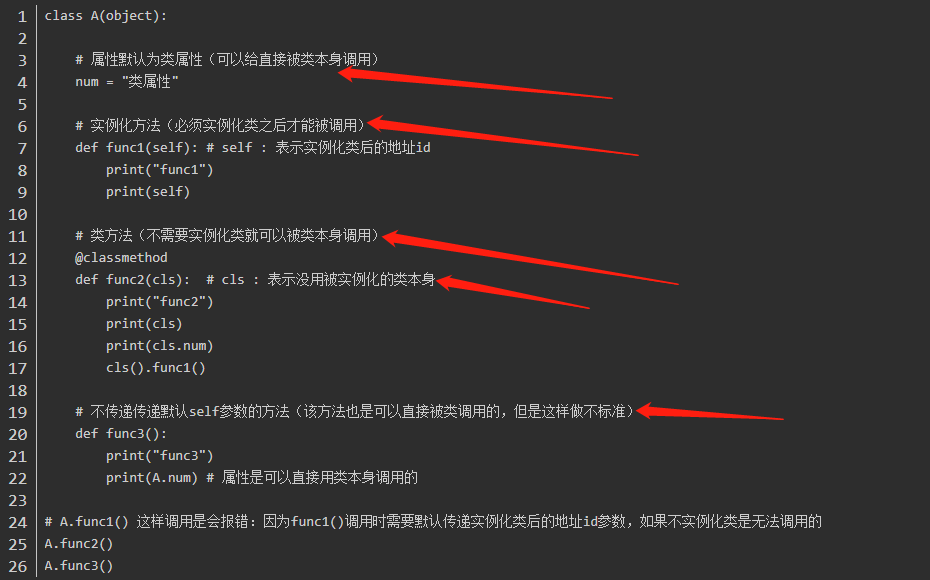 1 class A(object):
2
3     # 属性默认为类属性（可以给直接被类本身调用）
4     num = "类属性"
5
6     # 实例化方法（必须实例化类之后才能被调用）
7     def func1(self): # self : 表示实例化类后的地址id
8         print("func1")
9         print(self)
10
11     # 类方法（不需要实例化类就可以被类本身调用）
12     @classmethod
13     def func2(cls):  # cls : 表示没用被实例化的类本身
14         print("func2")
15         print(cls)
16         print(cls.num)
17         cls().func1()
18
19     # 不传递传递默认self参数的方法（该方法也是可以直接被类调用的，但是这样做不标准）
20     def func3():
21         print("func3")
22         print(A.num) # 属性是可以直接用类本身调用的
23
24 # A.func1() 这样调用是会报错：因为func1()调用时需要默认传递实例化类后的地址id参数，如果不实例化类是无法调用的
25 A.func2()
26 A.func3()